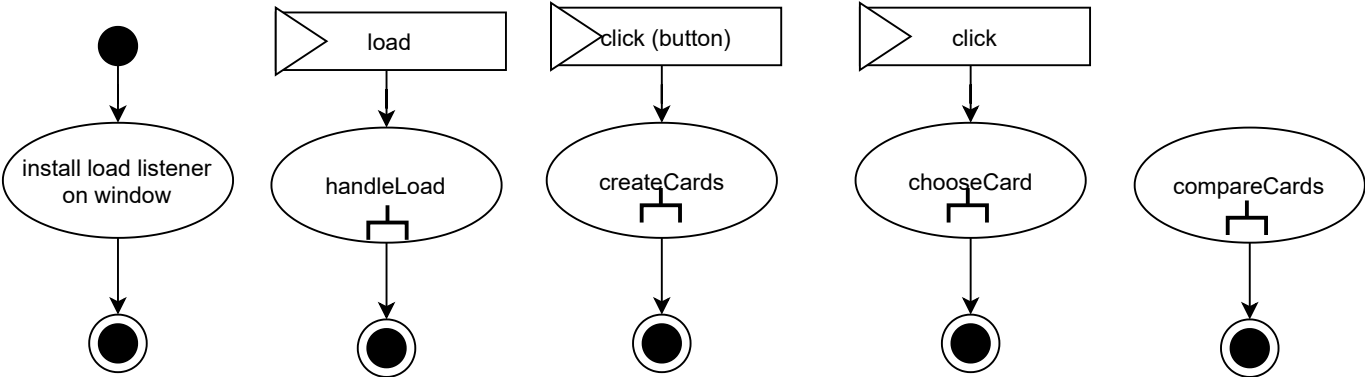 load
click (button)
click
install load listener
on window
handleLoad
createCards
chooseCard
compareCards